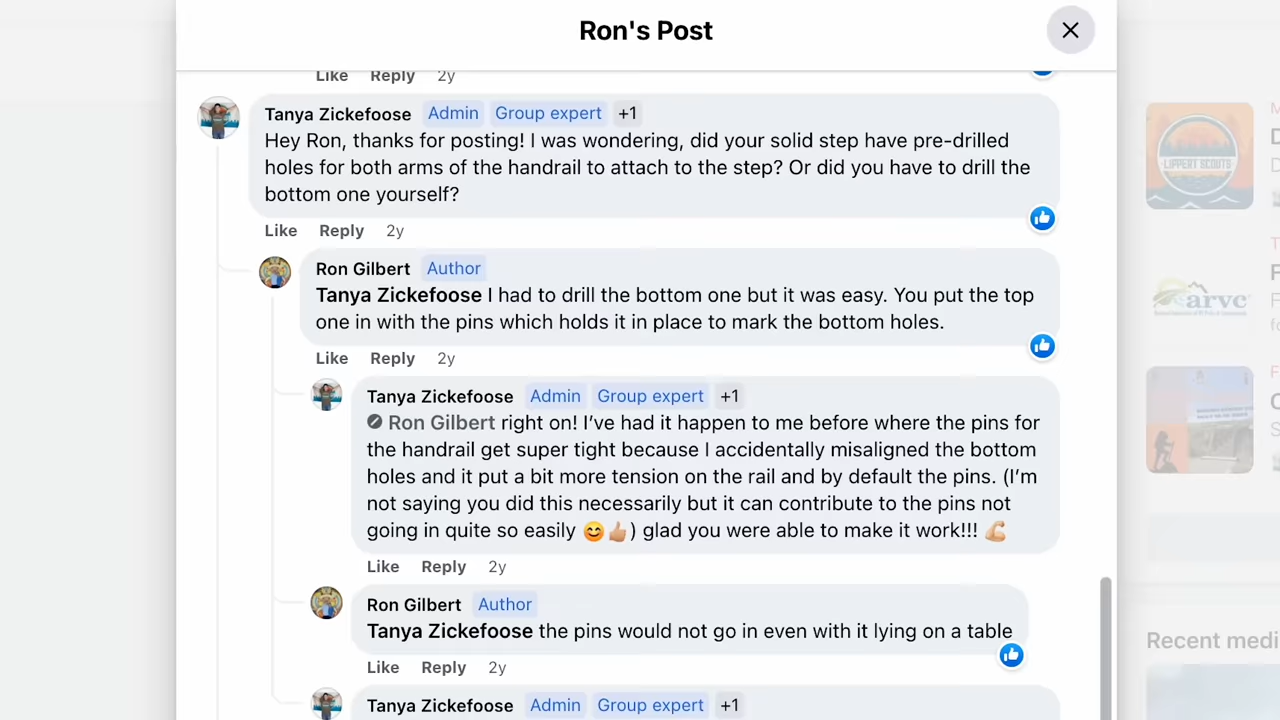 Ron's Post
Like Reply 2y
Tanya Zickefoose Admin Group expert +1
Hey Ron, thanks for posting! I was wondering, did your solid step have pre-drilled
holes for both arms of the handrail to attach to the step? Or did you have to drill the
bottom one yourself?
Like Reply 2y
Ron Gilbert Author
Tanya Zickefoose I had to drill the bottom one but it was easy. You put the top
one in with the pins which holds it in place to mark the bottom holes.
Like Reply 2y
Tanya Zickefoose Admin Group expert +1
Ron Gilbert right on! I’ve had it happen to me before where the pins for
the handrail get super tight because I accidentally misaligned the bottom
holes and it put a bit more tension on the rail and by default the pins. (I’m
not saying you did this necessarily but it can contribute to the pins not
going in quite so easily 😊👍🏼) glad you were able to make it work!!! 💪🏼
Like Reply 2y
Ron Gilbert Author
Tanya Zickefoose the pins would not go in even with it lying on a table
Like Reply 2y
Tanya Zickefoose Admin Group expert +1
LIPPERT SCOUTS
arvc
Recent medi